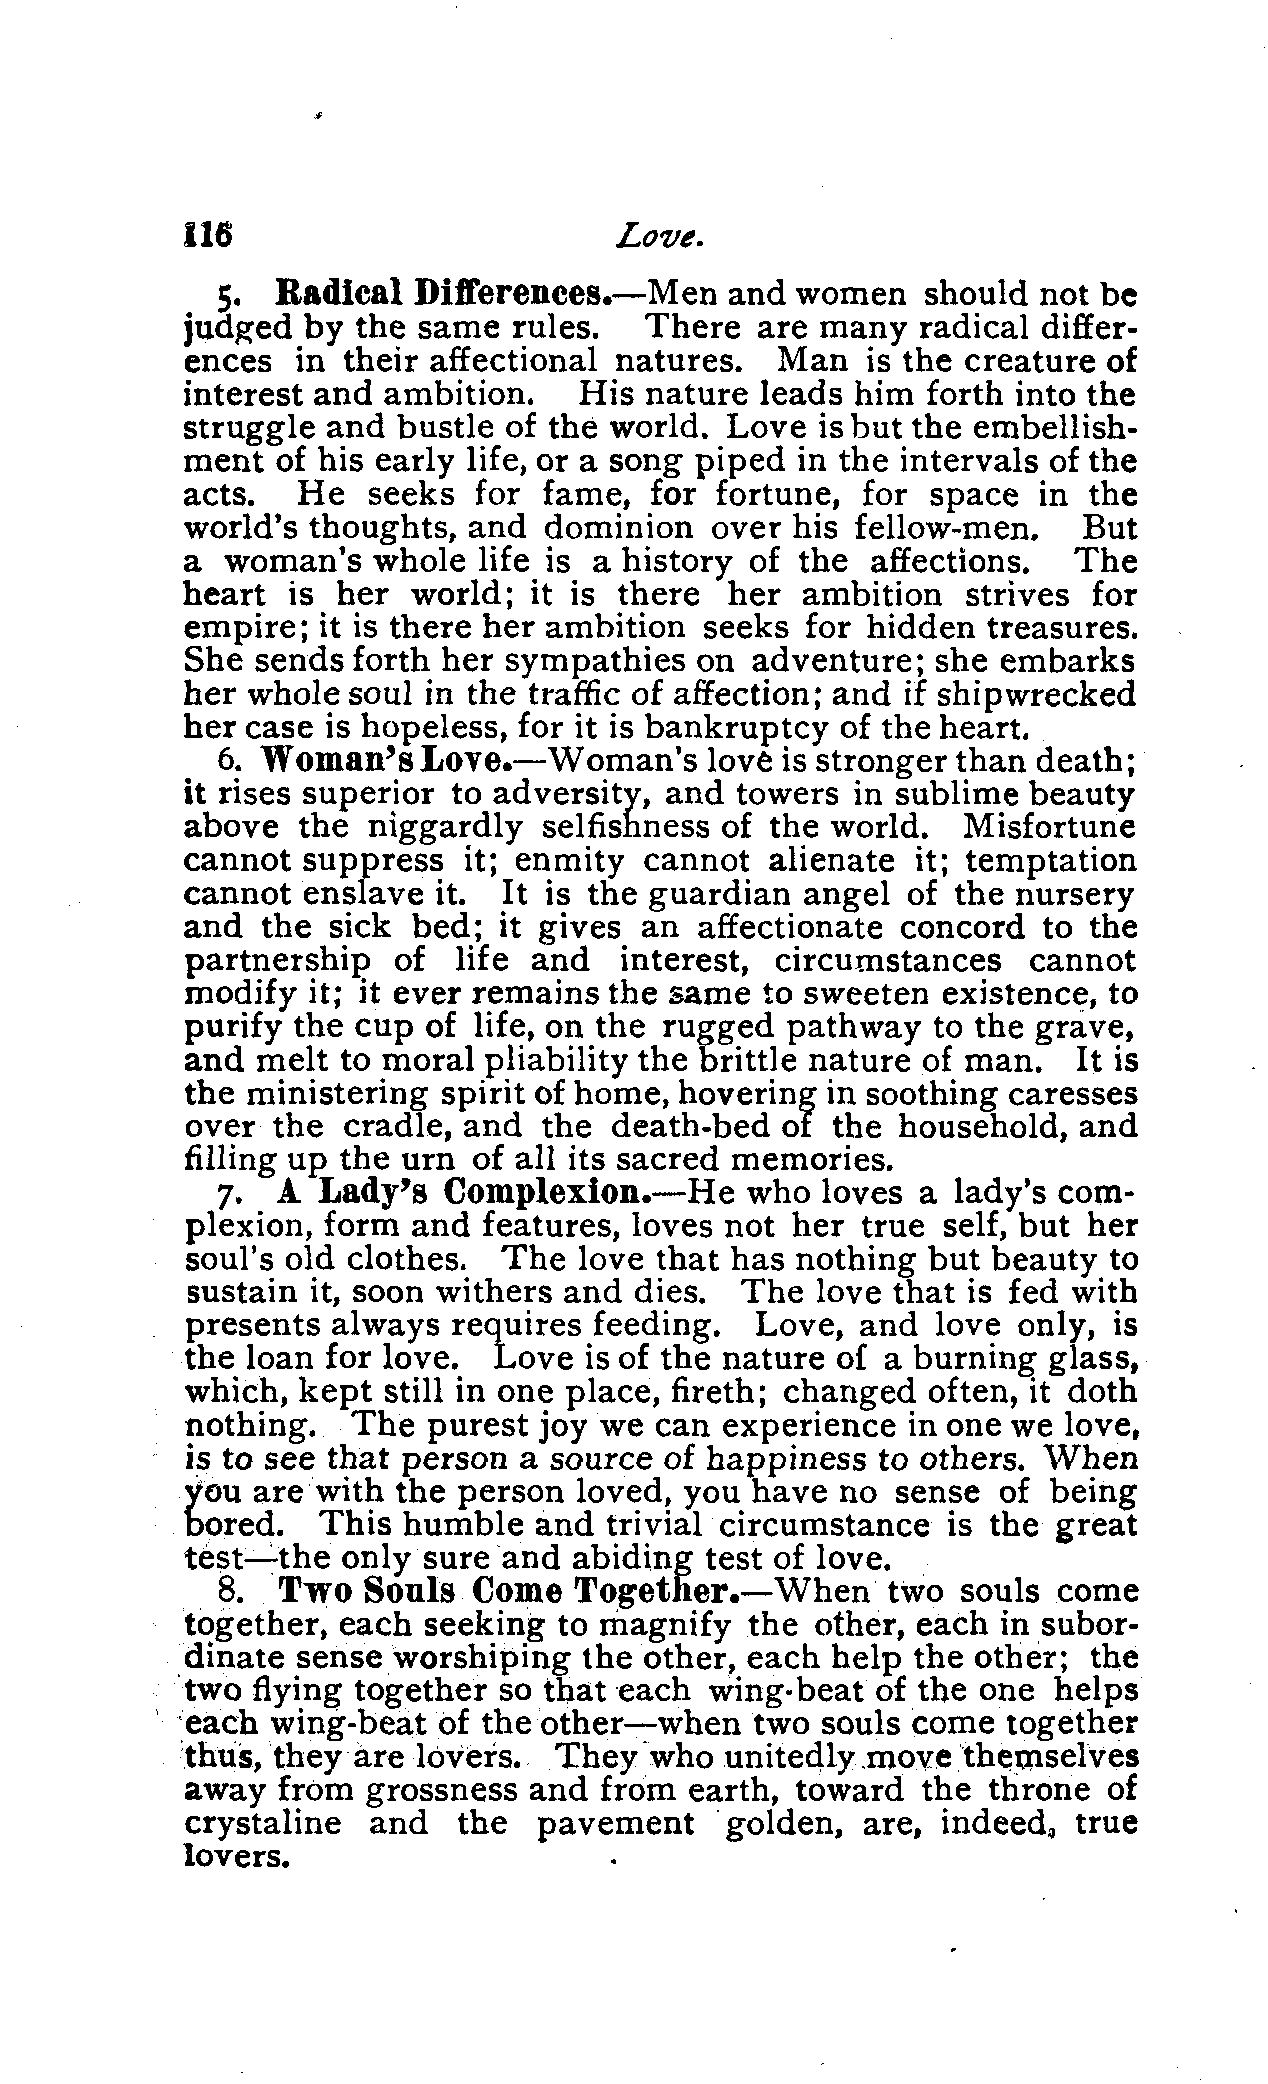 116 Love.
5. Radical Differences.—Men and women should not be
judged by the same rules. There are many radical differ-
ences in their affectional natures. Man is the creature of
interest and ambition. His nature leads him forth into the
struggle and bustle of the world. Love is but the embellish-
ment of his early life, or a song piped in the intervals of the
acts. He seeks for fame, for fortune, for space in the
world's thoughts, and dominion over his fellow-men. But
a woman's whole life is a history of the affections. The
heart is her world; it is there her ambition strives for
empire; it is there her ambition seeks for hidden treasures.
She sends forth her sympathies on adventure; she embarks
her whole soul in the traffic of affection; and if shipwrecked
her case is hopeless, for it is bankruptcy of the heart.
6. Woman's Love.—Woman's love is stronger than death;
it rises superior to adversity, and towers in sublime beauty
above the niggardly selfishness of the world. Misfortune
cannot suppress it; enmity cannot alienate it; temptation
cannot enslave it. It is the guardian angel of the nursery
and the sick bed; it gives an affectionate concord to the
partnership of life and interest, circumstances cannot
modify it; it ever remains the same to sweeten existence, to
purify the cup of life, on the rugged pathway to the grave,
and melt to moral pliability the brittle nature of man. It is
the ministering spirit of home, hovering in soothing caresses
over the cradle, and the death-bed of the household, and
filling up the urn of all its sacred memories.
7. A Lady's Complexion.—He who loves a lady's com-
plexion, form and features, loves not her true self, but her
soul's old clothes. The love that has nothing but beauty to
sustain it, soon withers and dies. The love that is fed with
presents always requires feeding. Love, and love only, is
the loan for love. Love is of the nature of a burning glass,
which, kept still in one place, fireth; changed often, it doth
nothing. The purest joy we can experience in one we love,
is to see that person a source of happiness to others. When
you are with the person loved, you have no sense of being
bored. This humble and trivial circumstance is the great
test—the only sure and abiding test of love.
8. Two Souls Come Together.—When two souls come
together, each seeking to magnify the other, each in subor-
dinate sense worshiping the other, each help the other; the
two flying together so that each wing-beat of the one helps
each wing-beat of the other—when two souls come together
thus, they are lovers. They who unitedly move themselves
away from grossness and from earth, toward the throne of
crystaline and the pavement golden, are, indeed, true
lovers.